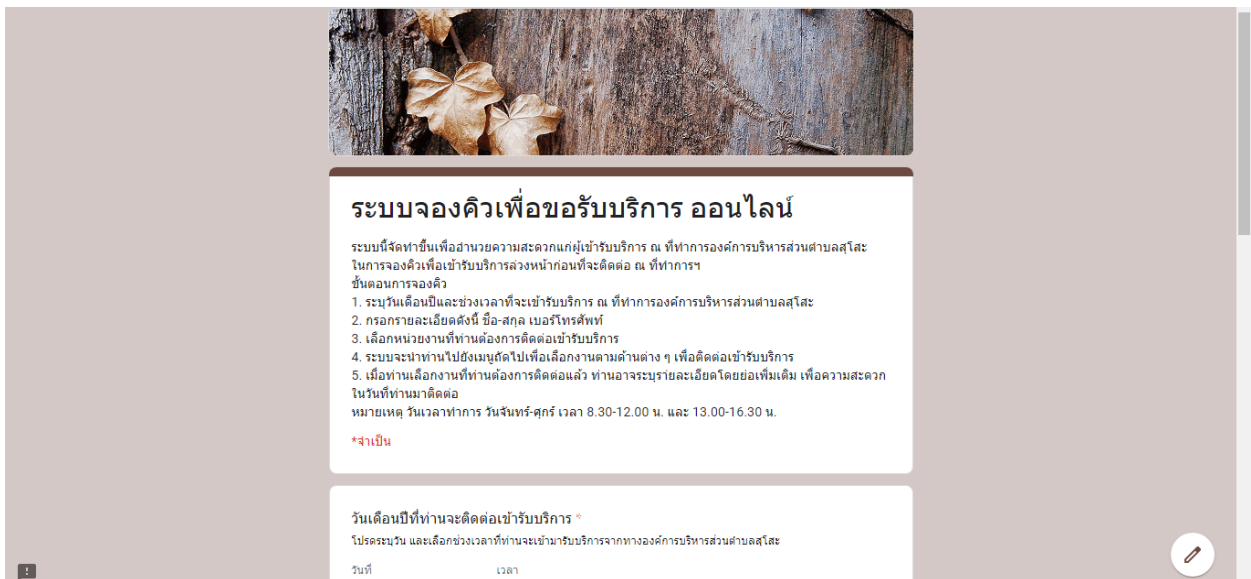 ระบบจองคิวเพื่อขอรับบริการ ออนไลน์
ระบบนี้จัดทำขึ้นเพื่ออำนวยความสะดวกแก่ผู้เข้ารับบริการ ณ ที่ทำการองค์การบริหารส่วนตำบลสุโสะ
ในการจองคิวเพื่อเข้ารับบริการล่วงหน้าก่อนที่จะติดต่อ ณ ที่ทำการฯ
ขั้นตอนการจองคิว
1. ระบุวันเดือนปีและช่วงเวลาที่จะเข้ารับบริการ ณ ที่ทำการองค์การบริหารส่วนตำบลสุโสะ
2. กรอกรายละเอียดดังนี้ ชื่อ-สกุล เบอร์โทรศัพท์
3. เลือกหน่วยงานที่ท่านต้องการติดต่อเข้ารับบริการ
4. ระบบจะนำท่านไปยังเมนูถัดไปเพื่อเลือกงานตามด้านต่าง ๆ เพื่อติดต่อเข้ารับบริการ
5. เมื่อท่านเลือกงานที่ท่านต้องการติดต่อแล้ว ท่านอาจระบุรายละเอียดโดยย่อเพิ่มเติม เพื่อความสะดวก
ในวันที่ท่านมาติดต่อ
หมายเหตุ วันเวลาทำการ วันจันทร์-ศุกร์ เวลา 8.30-12.00 น. และ 13.00-16.30 น.
*จำเป็น
วันเดือนปีที่ท่านจะติดต่อเข้ารับบริการ *
โปรดระบุวัน และเลือกช่วงเวลาที่ท่านจะเข้ามารับบริการจากทางองค์การบริหารส่วนตำบลสุโสะ
วันที่ เวลา